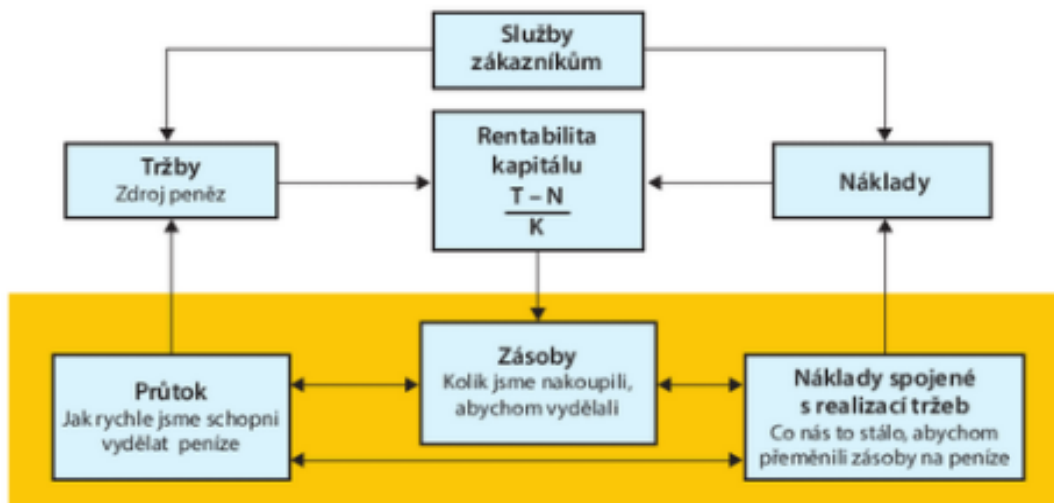 Služby
zákazníkům
Tržby
Zdroj peněz
Rentabilita
kapitálu
T – N
K
Náklady
Průtok
Jak rychle jsme schopni
vydělat peníze
Zásoby
Kolik jsme nakoupili,
abychom vydělali
Náklady spojené
s realizací tržeb
Co nás to stálo, abychom
přeměnili zásoby na peníze